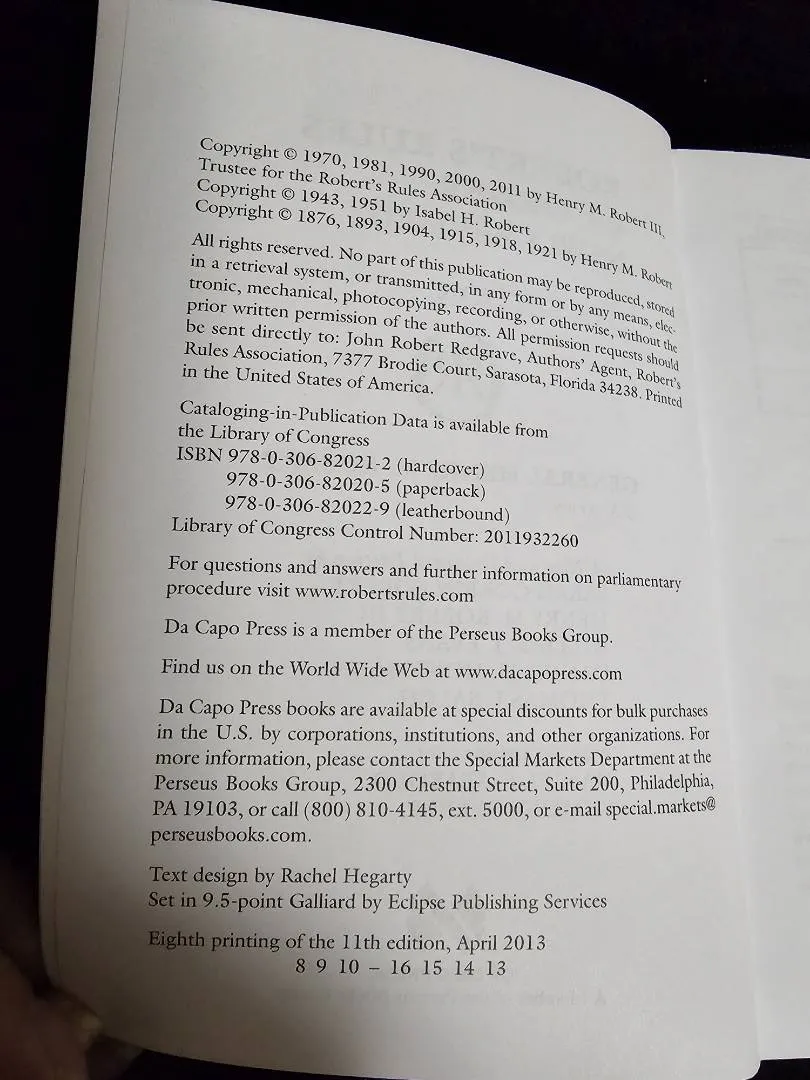 Copyright © 1970, 1981, 1990, 2000, 2011 by Henry M. Robert III,
Trustee for the Robert's Rules Association
Copyright © 1943, 1951 by Isabel H. Robert
Copyright © 1876, 1893, 1904, 1915, 1918, 1921 by Henry M. Robert
All rights reserved. No part of this publication may be reproduced, stored
in a retrieval system, or transmitted, in any form or by any means, elec-
tronic, mechanical, photocopying, recording, or otherwise, without the
prior written permission of the authors. All permission requests should
be sent directly to: John Robert Redgrave, Authors' Agent, Robert's
Rules Association, 7377 Brodie Court, Sarasota, Florida 34238. Printed
in the United States of America.
Cataloging-in-Publication Data is available from
the Library of Congress
ISBN 978-0-306-82021-2 (hardcover)
978-0-306-82020-5 (paperback)
978-0-306-82022-9 (leatherbound)
Library of Congress Control Number: 2011932260
For questions and answers and further information on parliamentary
procedure visit www.robertsrules.com
Da Capo Press is a member of the Perseus Books Group.
Find us on the World Wide Web at www.dacapopress.com
Da Capo Press books are available at special discounts for bulk purchases
in the U.S. by corporations, institutions, and other organizations. For
more information, please contact the Special Markets Department at the
Perseus Books Group, 2300 Chestnut Street, Suite 200, Philadelphia,
PA 19103, or call (800) 810-4145, ext. 5000, or e-mail special.markets@
perseusbooks.com.
Text design by Rachel Hegarty
Set in 9.5-point Galliard by Eclipse Publishing Services
Eighth printing of the 11th edition, April 2013
8 9 10 – 16 15 14 13